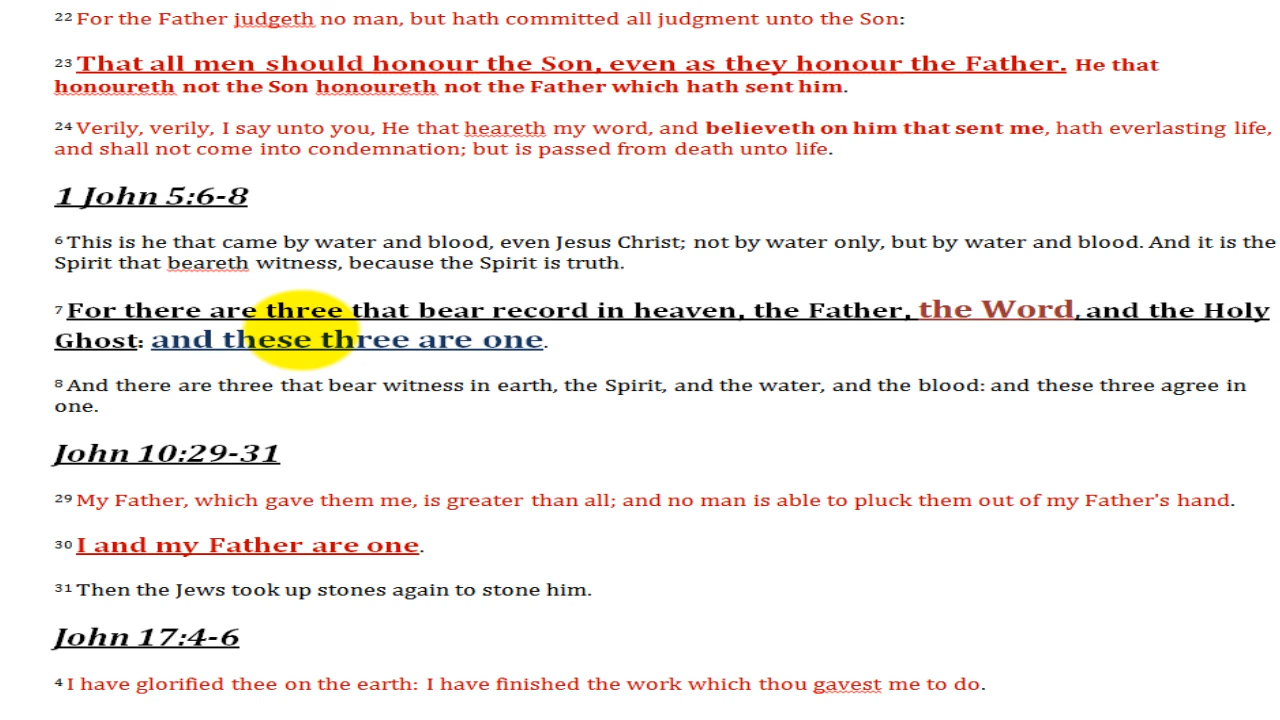 22 For the Father judgeth no man, but hath committed all judgment unto the Son:
23 That all men should honour the Son, even as they honour the Father. He that
honoureth not the Son honoureth not the Father which hath sent him.
24 Verily, verily, I say unto you, He that heareth my word, and believeth on him that sent me, hath everlasting life,
and shall not come into condemnation; but is passed from death unto life.
1 John 5:6-8
6 This is he that came by water and blood, even Jesus Christ; not by water only, but by water and blood. And it is the
Spirit that beareth witness, because the Spirit is truth.
7 For there are three that bear record in heaven, the Father, the Word, and the Holy
Ghost: and these three are one.
8 And there are three that bear witness in earth, the Spirit, and the water, and the blood: and these three agree in
one.
John 10:29-31
29 My Father, which gave them me, is greater than all; and no man is able to pluck them out of my Father's hand.
30 I and my Father are one.
31 Then the Jews took up stones again to stone him.
John 17:4-6
4 I have glorified thee on the earth: I have finished the work which thou gavest me to do.